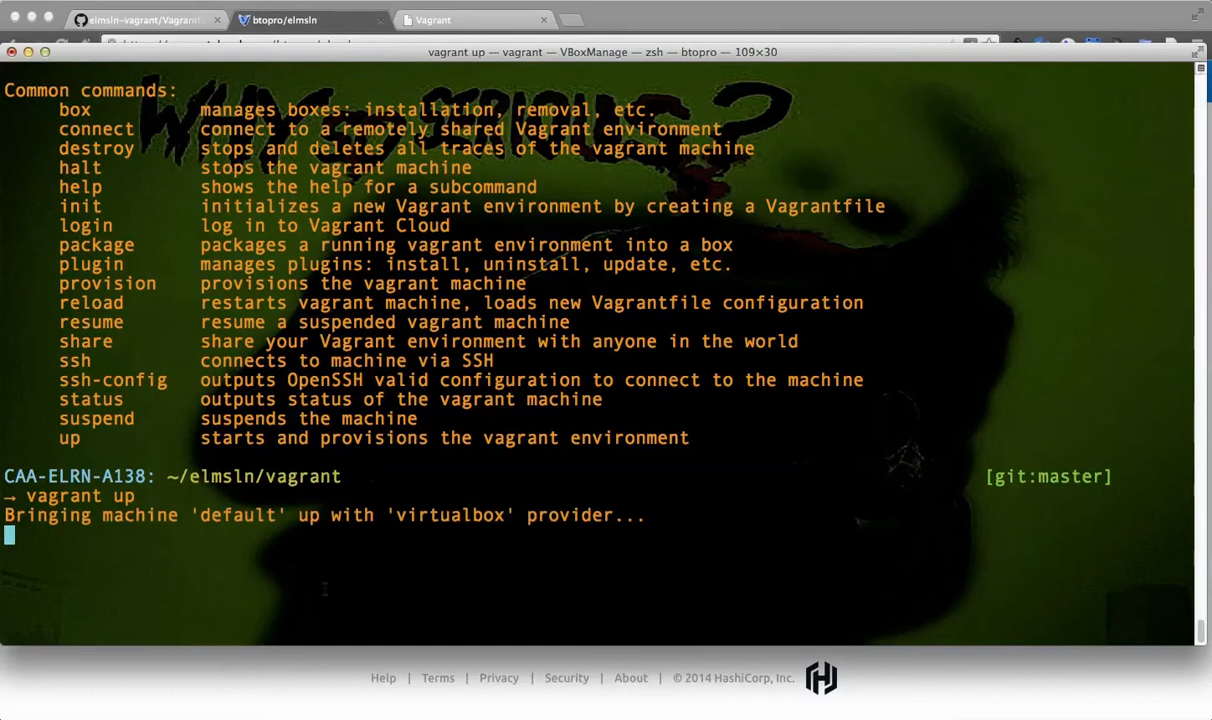 elmsln-vagrant/Vagrantf
btopro/elmsln
Vagrant
vagrant up — vagrant — VBoxManage — zsh — btopro — 109×30
WHY SO SERIOUS?
Common commands:
box manages boxes: installation, removal, etc.
connect connect to a remotely shared Vagrant environment
destroy stops and deletes all traces of the vagrant machine
halt stops the vagrant machine
help shows the help for a subcommand
init initializes a new Vagrant environment by creating a Vagrantfile
login log in to Vagrant Cloud
package packages a running vagrant environment into a box
plugin manages plugins: install, uninstall, update, etc.
provision provisions the vagrant machine
reload restarts vagrant machine, loads new Vagrantfile configuration
resume resume a suspended vagrant machine
share share your Vagrant environment with anyone in the world
ssh connects to machine via SSH
ssh-config outputs OpenSSH valid configuration to connect to the machine
status outputs status of the vagrant machine
suspend suspends the machine
up starts and provisions the vagrant environment
CAA-ELRN-A138: ~/elmsln/vagrant [git:master]
→ vagrant up
Bringing machine 'default' up with 'virtualbox' provider...
Help | Terms | Privacy | Security | About | © 2014 HashiCorp, Inc.